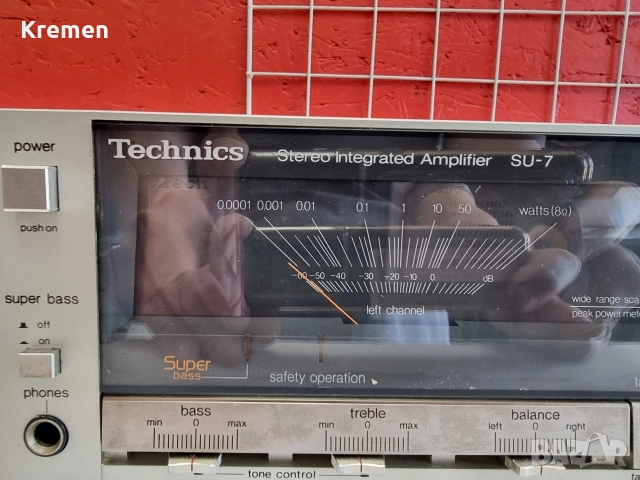 Kremen
Technics Stereo Integrated Amplifier SU-7
power
push on
0.0001 0.001 0.01 0.1 1 10 50 watts (8Ω)
-60 -50 -40 -30 -20 -10 0 dB
left channel
wide range sca
peak power mete
super bass
off
on
phones
Super
bass
safety operation
bass treble balance
min 0 max min 0 max left 0 right
tone control
BAZAR